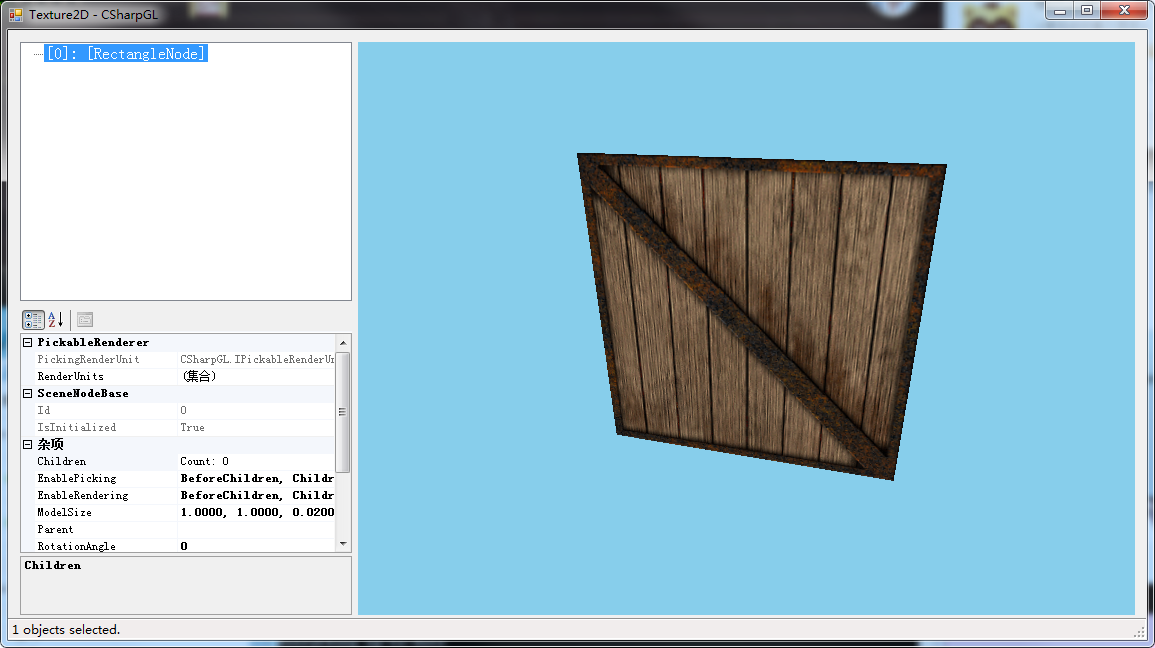 Texture2D - CSharpGL
[0]: [RectangleNode]
PickableRenderer
PickingRenderUnit CSharpGL.IPickableRenderUn
RenderUnits (集合)
SceneNodeBase
Id 0
IsInitialized True
杂项
Children Count: 0
EnablePicking BeforeChildren, Childr
EnableRendering BeforeChildren, Childr
ModelSize 1.0000, 1.0000, 0.0200
Parent
RotationAngle 0
Children
1 objects selected.